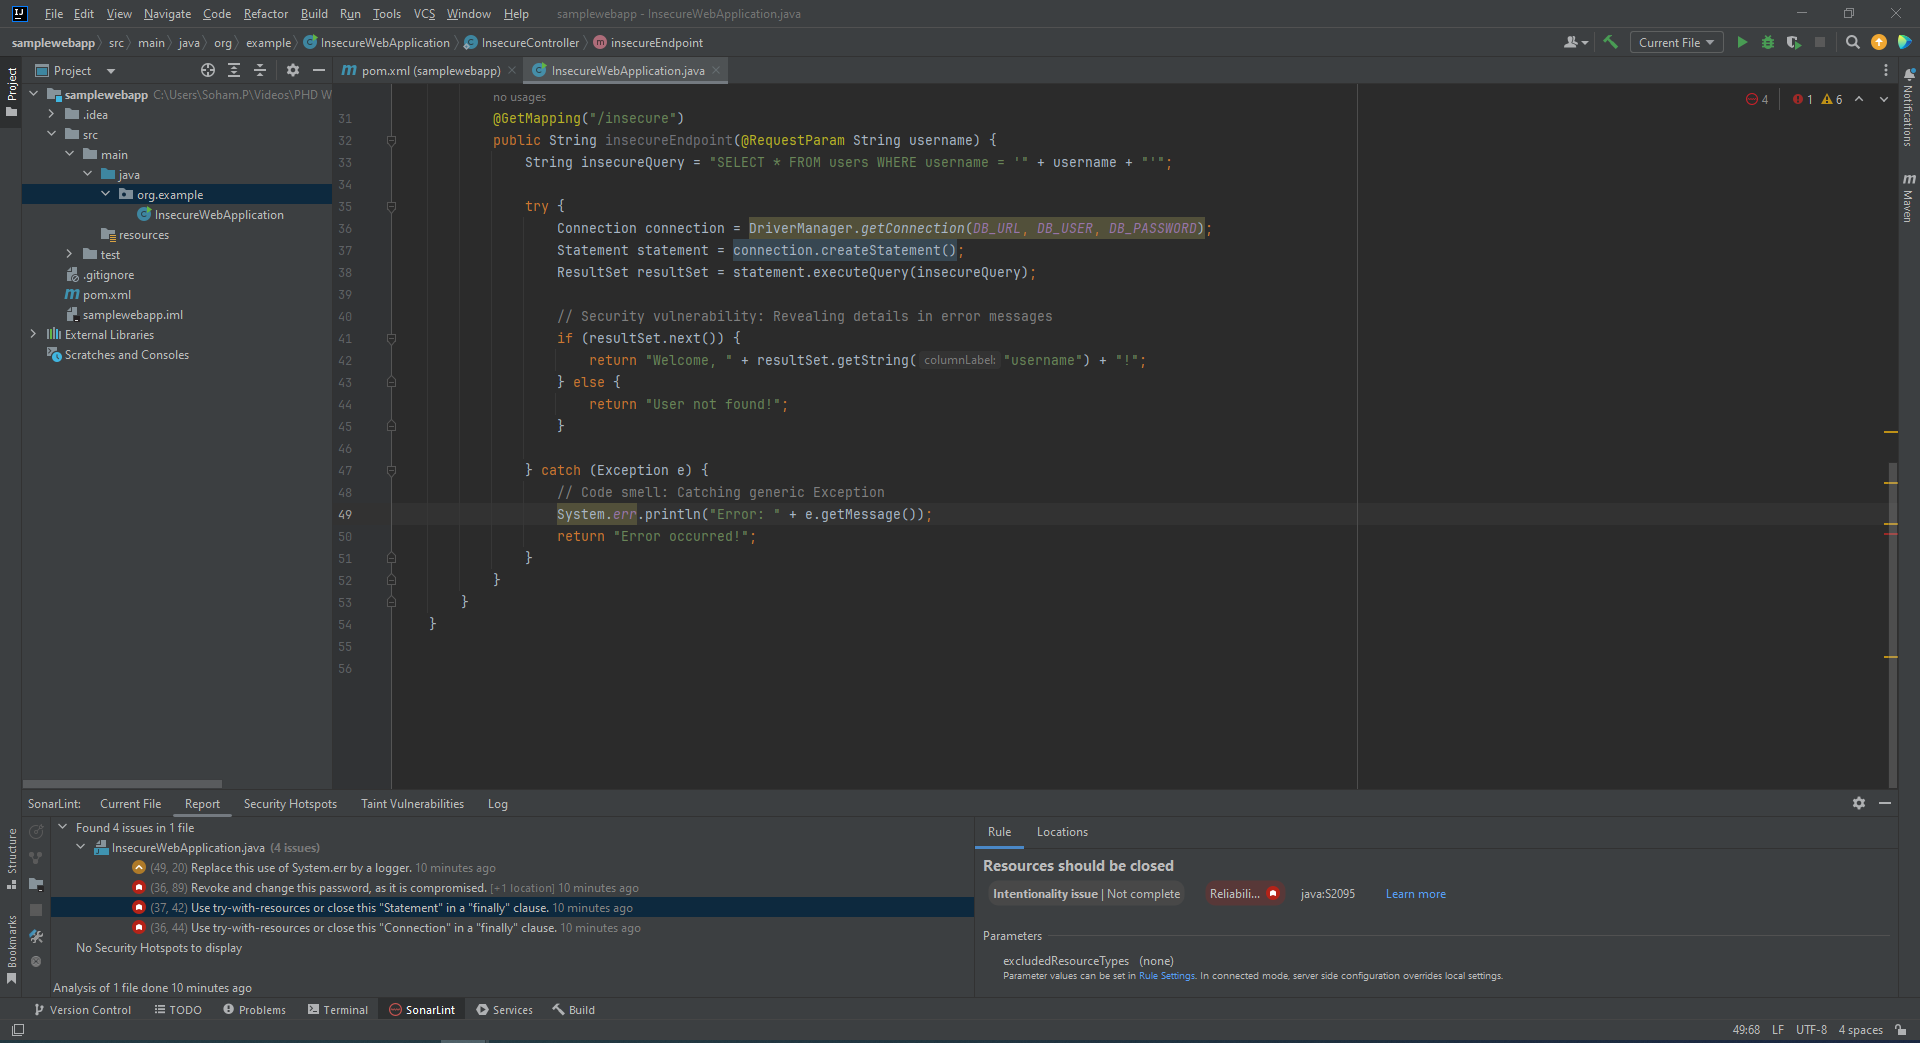 File Edit View Navigate Code Refactor Build Run Tools VCS Window Help samplewebapp - InsecureWebApplication.java
samplewebapp src main java org example InsecureWebApplication InsecureController insecureEndpoint Current File
Project pom.xml (samplewebapp) InsecureWebApplication.java
Project
samplewebapp C:\Users\Soham.P\Videos\PHD W
.idea
src
main
java
org.example
InsecureWebApplication
resources
test
.gitignore
pom.xml
samplewebapp.iml
External Libraries
Scratches and Consoles
4 1 6
no usages
31 @GetMapping("/insecure")
32 public String insecureEndpoint(@RequestParam String username) {
33 String insecureQuery = "SELECT * FROM users WHERE username = '" + username + "'";
34
35 try {
36 Connection connection = DriverManager.getConnection(DB_URL, DB_USER, DB_PASSWORD);
37 Statement statement = connection.createStatement();
38 ResultSet resultSet = statement.executeQuery(insecureQuery);
39
40 // Security vulnerability: Revealing details in error messages
41 if (resultSet.next()) {
42 return "Welcome, " + resultSet.getString( columnLabel: "username") + "!";
43 } else {
44 return "User not found!";
45 }
46
47 } catch (Exception e) {
48 // Code smell: Catching generic Exception
49 System.err.println("Error: " + e.getMessage());
50 return "Error occurred!";
51 }
52 }
53 }
54 }
55
56
Notifications
m Maven
SonarLint: Current File Report Security Hotspots Taint Vulnerabilities Log
Structure
Bookmarks
Found 4 issues in 1 file
InsecureWebApplication.java (4 issues)
(49, 20) Replace this use of System.err by a logger. 10 minutes ago
(36, 89) Revoke and change this password, as it is compromised. [+1 location] 10 minutes ago
(37, 42) Use try-with-resources or close this "Statement" in a "finally" clause. 10 minutes ago
(36, 44) Use try-with-resources or close this "Connection" in a "finally" clause. 10 minutes ago
No Security Hotspots to display
Analysis of 1 file done 10 minutes ago
Rule Locations
Resources should be closed
Intentionality issue | Not complete Reliabili... java:S2095 Learn more
Parameters
excludedResourceTypes (none)
Parameter values can be set in Rule Settings. In connected mode, server side configuration overrides local settings.
Version Control TODO Problems Terminal SonarLint Services Build
49:68 LF UTF-8 4 spaces